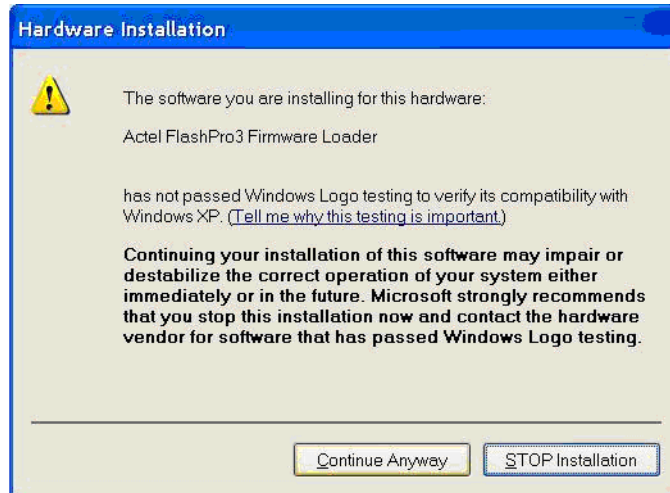 Hardware Installation
The software you are installing for this hardware:
Actel FlashPro3 Firmware Loader
has not passed Windows Logo testing to verify its compatibility with
Windows XP. (Tell me why this testing is important.)
Continuing your installation of this software may impair or
destabilize the correct operation of your system either
immediately or in the future. Microsoft strongly recommends
that you stop this installation now and contact the hardware
vendor for software that has passed Windows Logo testing.
Continue Anyway
STOP Installation